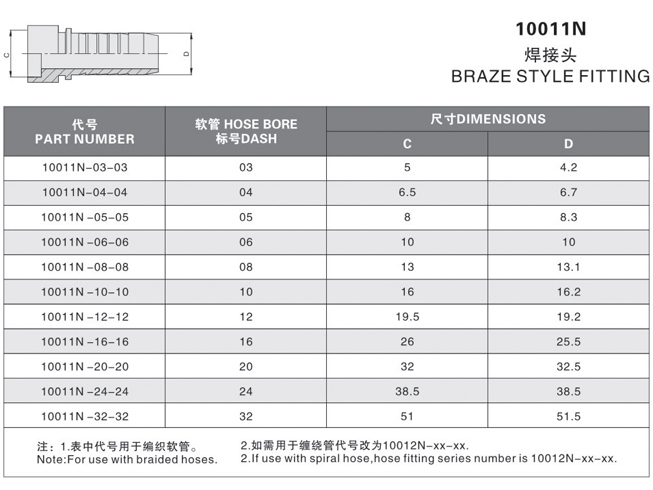 C
D
10011N
焊接头
BRAZE STYLE FITTING
代号 软管 HOSE BORE 尺寸DIMENSIONS
PART NUMBER 标号DASH C D
10011N-03-03 03 5 4.2
10011N-04-04 04 6.5 6.7
10011N -05-05 05 8 8.3
10011N -06-06 06 10 10
10011N -08-08 08 13 13.1
10011N -10-10 10 16 16.2
10011N -12-12 12 19.5 19.2
10011N -16-16 16 26 25.5
10011N -20-20 20 32 32.5
10011N -24-24 24 38.5 38.5
10011N -32-32 32 51 51.5
注：1.表中代号用于编织软管。 2.如需用于缠绕管代号改为10012N-xx-xx.
Note:For use with braided hoses. 2.If use with spiral hose,hose fitting series number is 10012N-xx-xx.